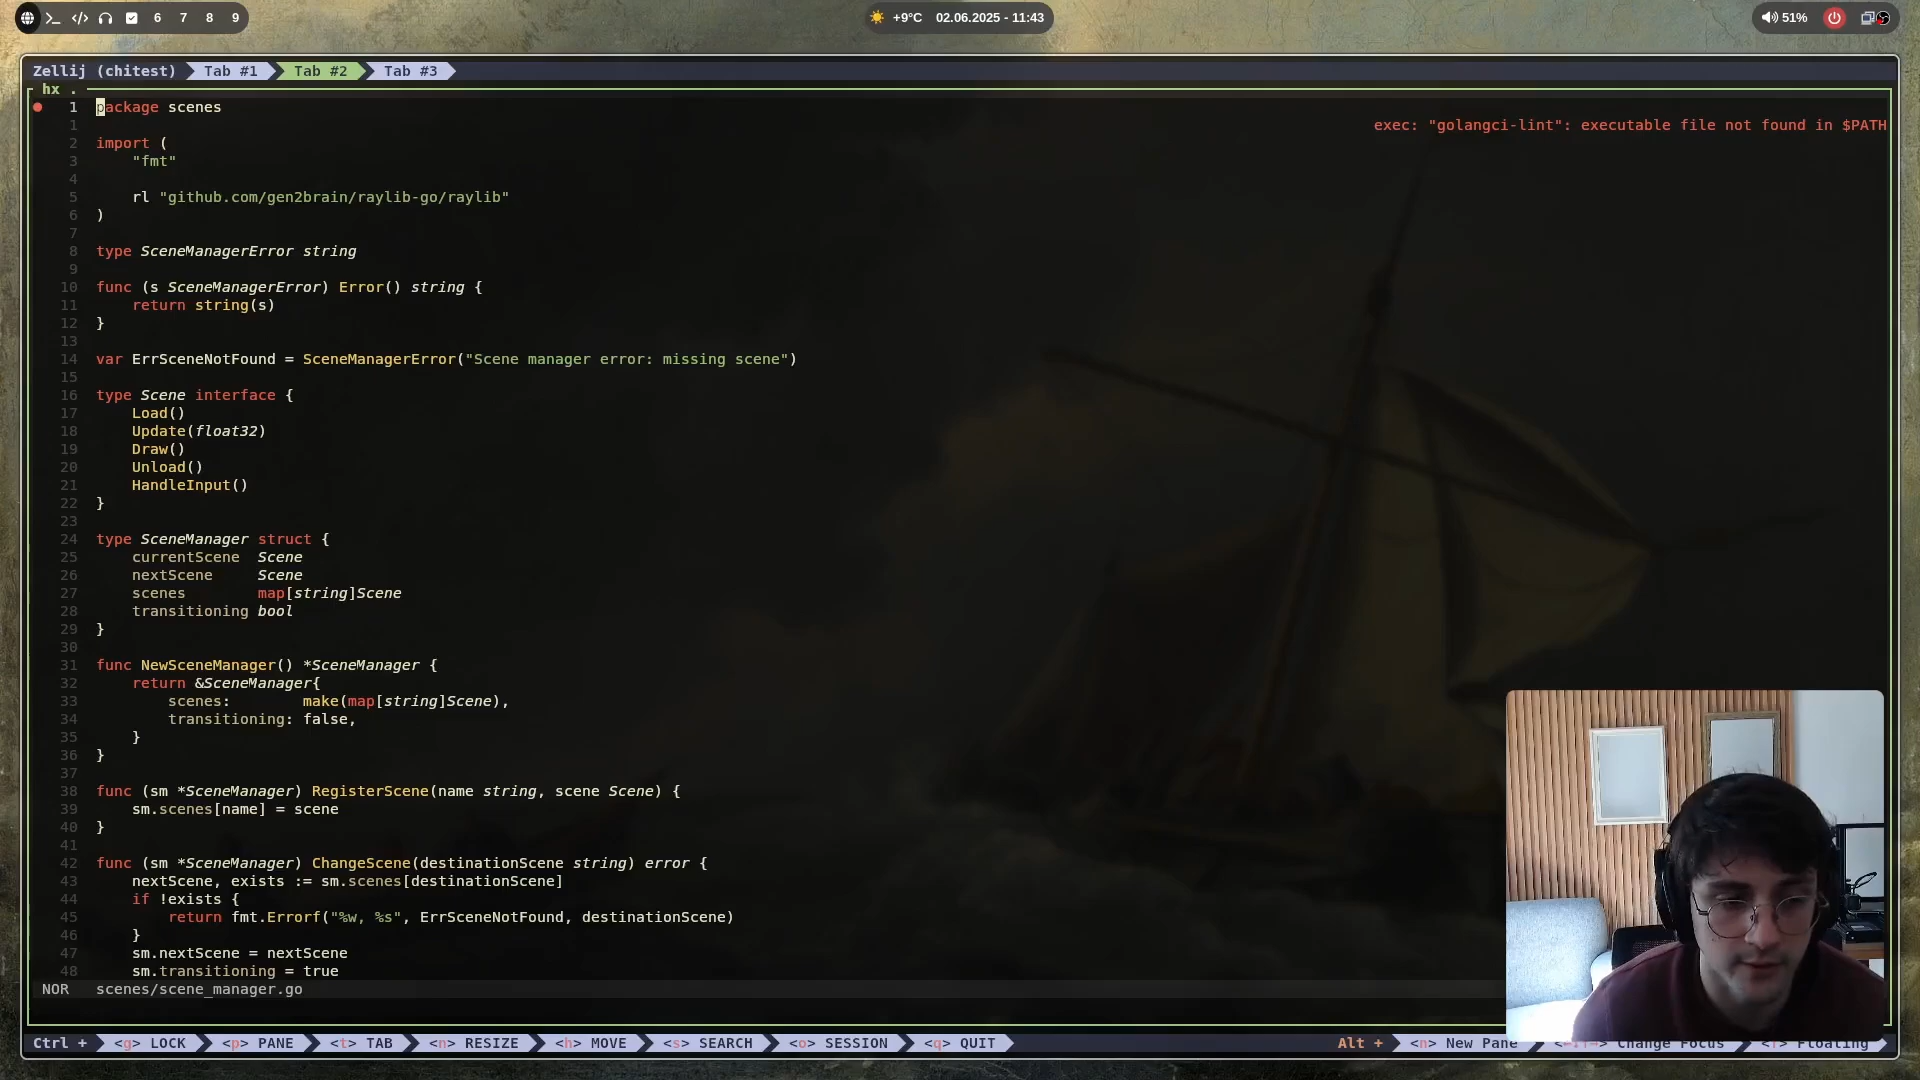 6 7 8 9
+9°C 02.06.2025 - 11:43
51%
Zellij (chitest) Tab #1 Tab #2 Tab #3
hx .
1 package scenes
1
exec: "golangci-lint": executable file not found in $PATH
2 import (
3 "fmt"
4
5 rl "github.com/gen2brain/raylib-go/raylib"
6 )
7
8 type SceneManagerError string
9
10 func (s SceneManagerError) Error() string {
11 return string(s)
12 }
13
14 var ErrSceneNotFound = SceneManagerError("Scene manager error: missing scene")
15
16 type Scene interface {
17 Load()
18 Update(float32)
19 Draw()
20 Unload()
21 HandleInput()
22 }
23
24 type SceneManager struct {
25 currentScene Scene
26 nextScene Scene
27 scenes map[string]Scene
28 transitioning bool
29 }
30
31 func NewSceneManager() *SceneManager {
32 return &SceneManager{
33 scenes: make(map[string]Scene),
34 transitioning: false,
35 }
36 }
37
38 func (sm *SceneManager) RegisterScene(name string, scene Scene) {
39 sm.scenes[name] = scene
40 }
41
42 func (sm *SceneManager) ChangeScene(destinationScene string) error {
43 nextScene, exists := sm.scenes[destinationScene]
44 if !exists {
45 return fmt.Errorf("%w, %s", ErrSceneNotFound, destinationScene)
46 }
47 sm.nextScene = nextScene
48 sm.transitioning = true
NOR scenes/scene_manager.go
Ctrl + <g> LOCK <p> PANE <t> TAB <n> RESIZE <h> MOVE <s> SEARCH <o> SESSION <q> QUIT Alt + <n> New Pane Change Focus <f> Floating